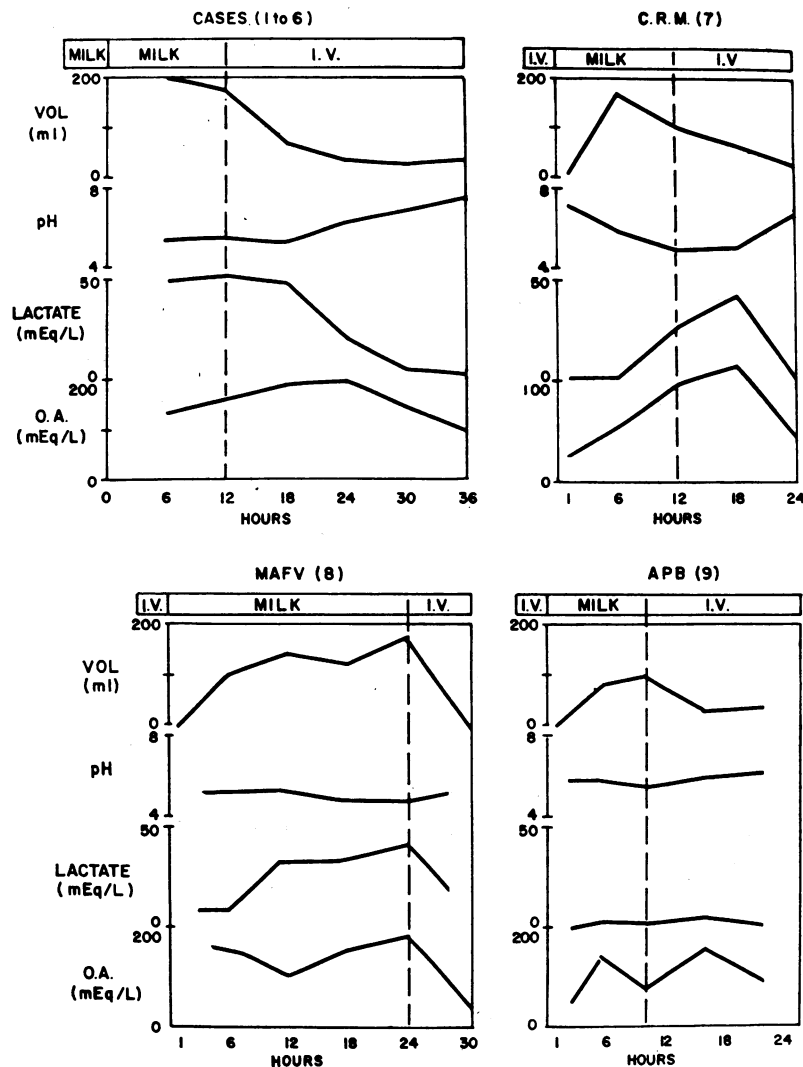 CASES (1 to 6)
MILK MILK I.V.
VOL
(ml)
200
0
pH
8
4
LACTATE
(mEq/L)
50
0
O.A.
(mEq/L)
200
0
0 6 12 18 24 30 36
HOURS
C.R.M. (7)
I.V. MILK I.V
200
0
8
4
50
0
100
0
1 6 12 18 24
HOURS
MAFV (8)
I.V. MILK I.V.
VOL
(ml)
200
0
pH
8
4
LACTATE
(mEq/L)
50
0
O.A.
(mEq/L)
200
0
1 6 12 18 24 30
HOURS
APB (9)
I.V. MILK I.V.
200
0
8
4
50
0
200
0
1 6 12 18 24
HOURS